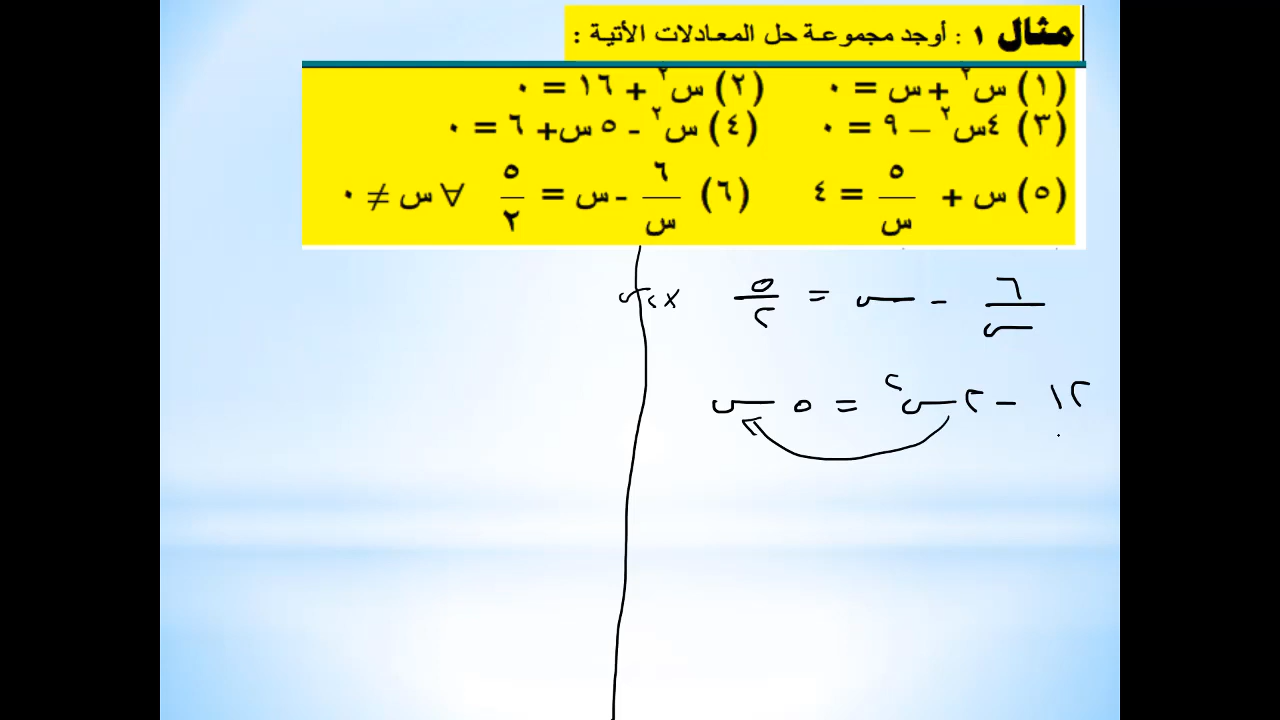 مثال ١ : أوجد مجموعة حل المعادلات الأتية :
(١) س٢ + س = ٠ (٢) س٢ + ١٦ = ٠
(٣) ٤س٢ – ٩ = ٠ (٤) س٢ - ٥ س+ ٦ = ٠
(٥) س + ٥/س = ٤ (٦) ٦/س - س = ٥/٢ ∀ س ≠ ٠
٦/س - س = ٥/٢ × ٢س
١٢ - ٢س٢ = ٥ س